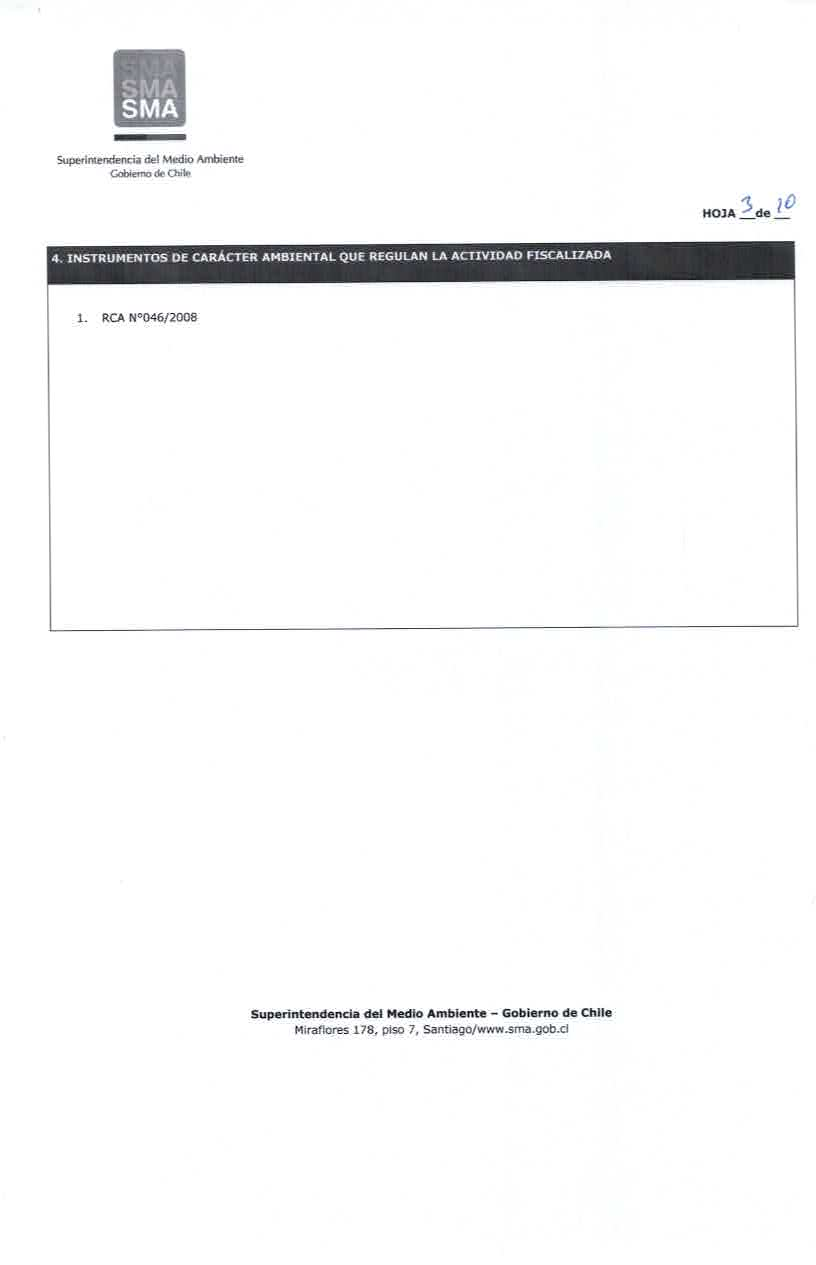 SMA
SMA
SMA
Superintendencia del Medio Ambiente
Gobierno de Chile
HOJA 3 de 10
4. INSTRUMENTOS DE CARÁCTER AMBIENTAL QUE REGULAN LA ACTIVIDAD FISCALIZADA
1. RCA N°046/2008
Superintendencia del Medio Ambiente – Gobierno de Chile
Miraflores 178, piso 7, Santiago/www.sma.gob.cl